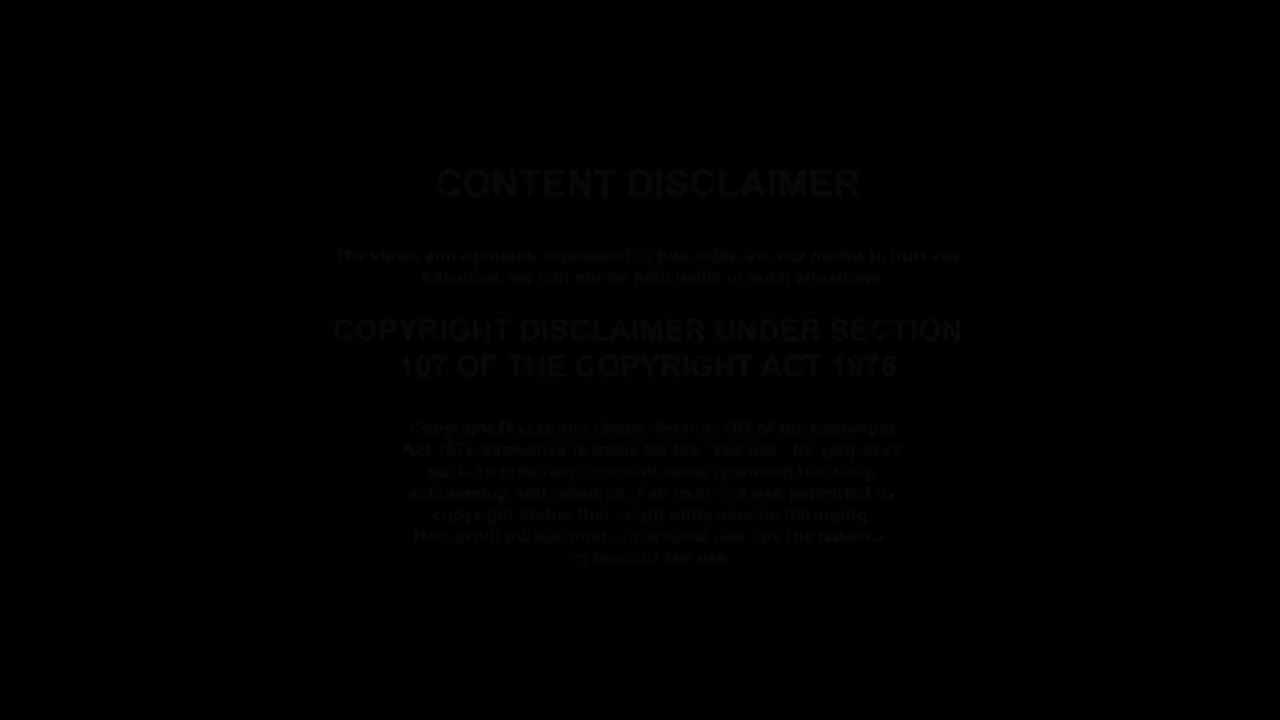 CONTENT DISCLAIMER
The views and opinions expressed in this video are not meant to hurt any
individual, we can not be held in such situations
COPYRIGHT DISCLAIMER UNDER SECTION
107 OF THE COPYRIGHT ACT 1976
Copyright Disclaimer Under Section 107 of the Copyright
Act 1976 allowance is made for the "fair use" for purposes
such as criticism, comment, news reporting, teaching,
scholarship and research. Fair use is a use permitted by
copyright status that might otherwise be infringing
Non-profit, educational or personal use tips the balance
in favor of fair use.